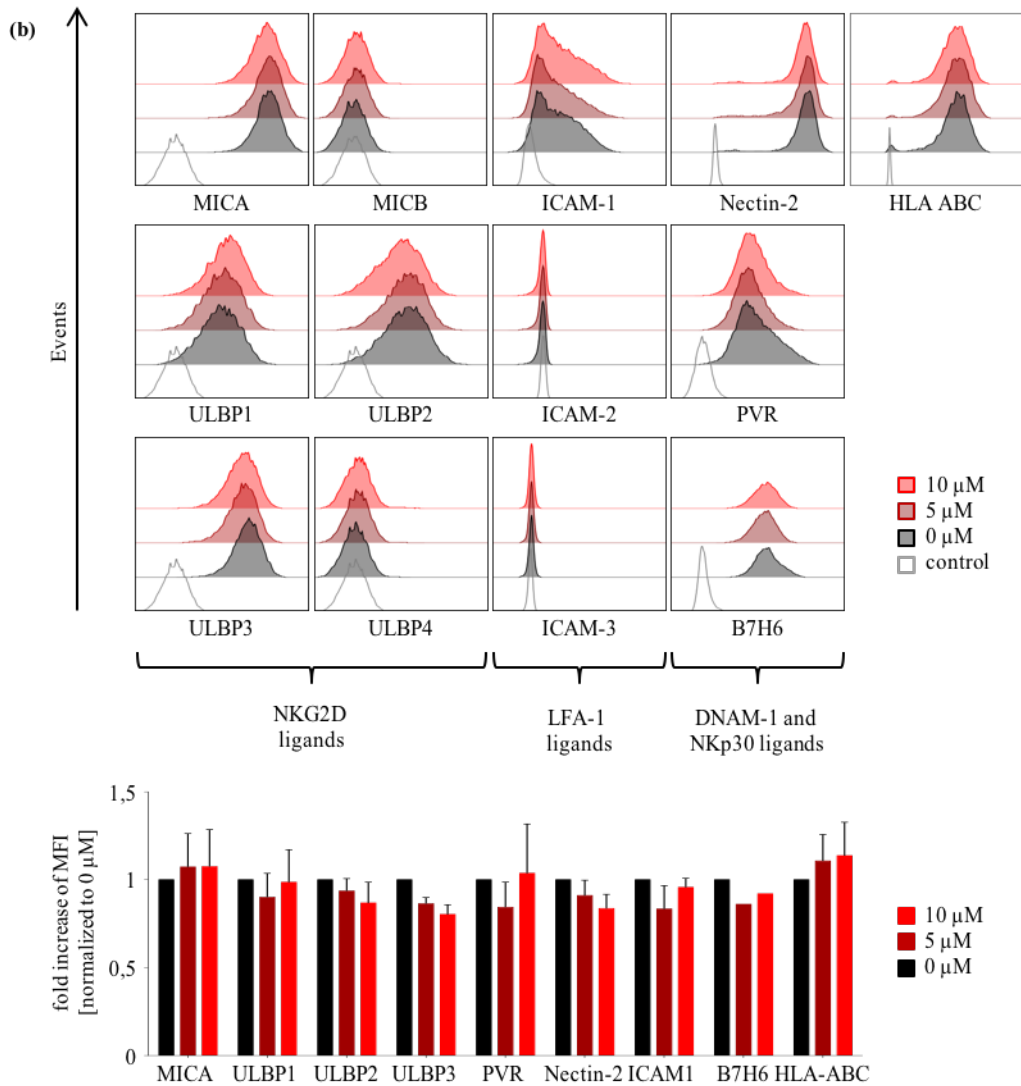 (b)
Events
MICA MICB ICAM-1 Nectin-2 HLA ABC
ULBP1 ULBP2 ICAM-2 PVR
ULBP3 ULBP4 ICAM-3 B7H6
10 µM
5 µM
0 µM
control
NKG2D
ligands
LFA-1
ligands
DNAM-1 and
NKp30 ligands
fold increase of MFI
[normalized to 0 µM]
1,5
1
0,5
0
MICA ULBP1 ULBP2 ULBP3 PVR Nectin-2 ICAM1 B7H6 HLA-ABC
10 µM
5 µM
0 µM